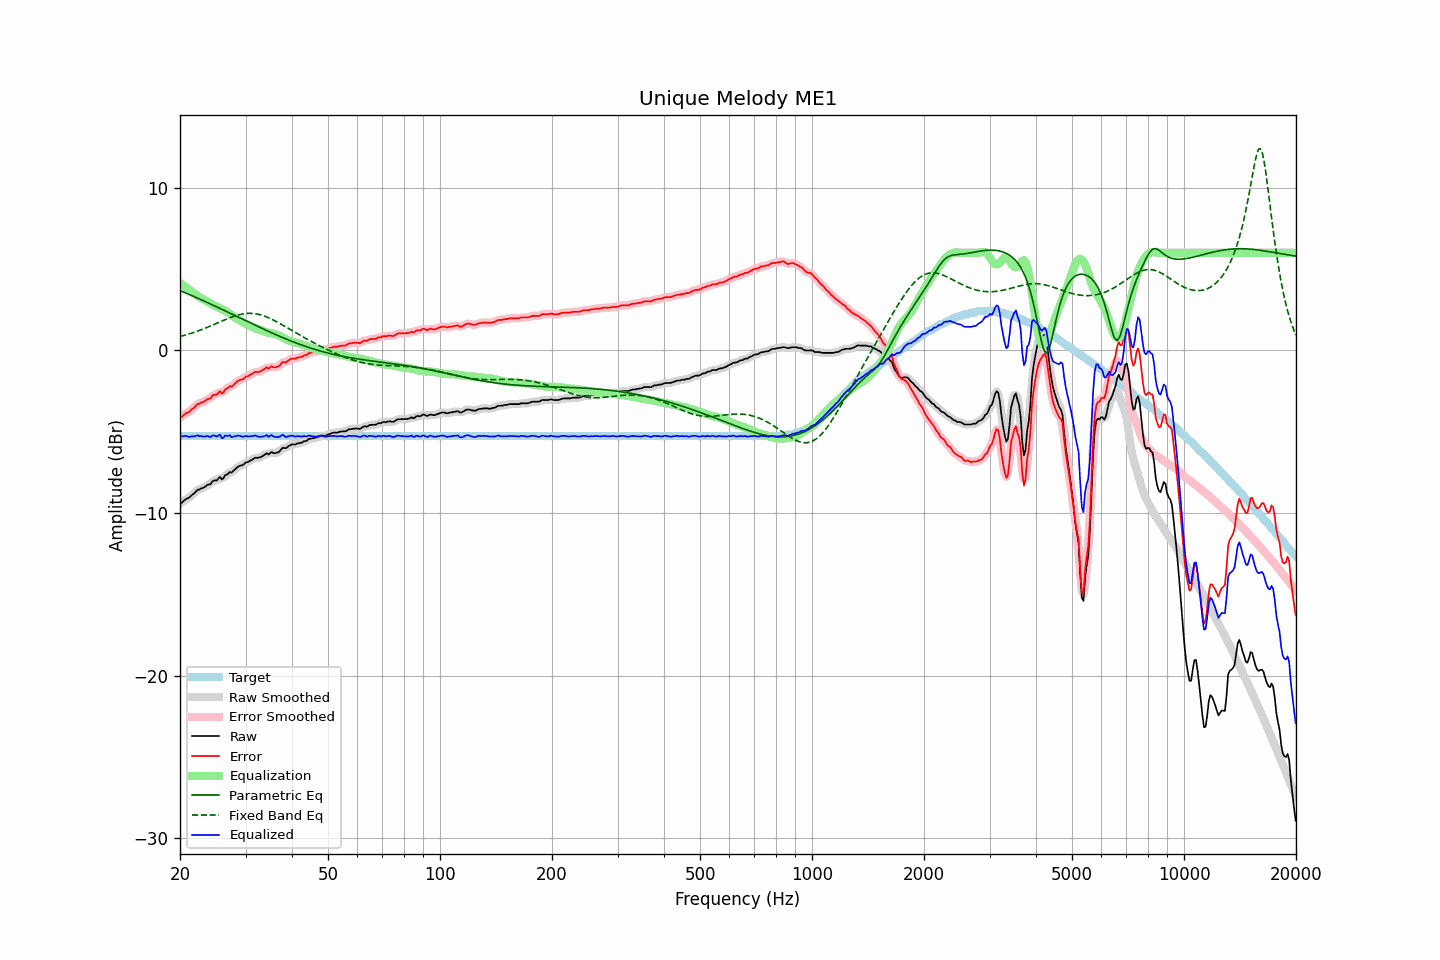 Unique Melody ME1
Amplitude (dBr)
10
0
−10
−20
−30
Target
Raw Smoothed
Error Smoothed
Raw
Error
Equalization
Parametric Eq
Fixed Band Eq
Equalized
20 50 100 200 500 1000 2000 5000 10000 20000
Frequency (Hz)